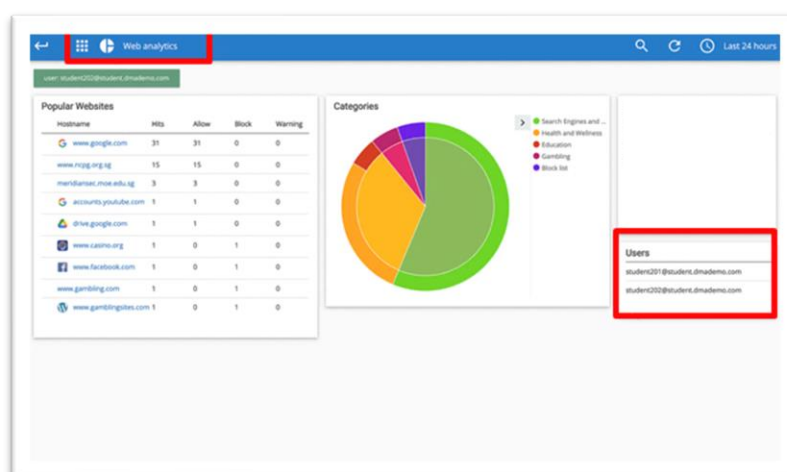 Web analytics
Last 24 hours
user: student202@student.dmademo.com
Popular Websites
Hostname Hits Allow Block Warning
www.google.com 31 31 0 0
www.ncpg.org.sg 15 15 0 0
meridiansec.moe.edu.sg 3 3 0 0
accounts.youtube.com 1 1 0 0
drive.google.com 1 1 0 0
www.casino.org 1 0 1 0
www.facebook.com 1 0 1 0
www.gambling.com 1 0 1 0
www.gamblingsites.com 1 0 1 0
Categories
Search Engines and ...
Health and Wellness
Education
Gambling
Block list
Users
student201@student.dmademo.com
student202@student.dmademo.com